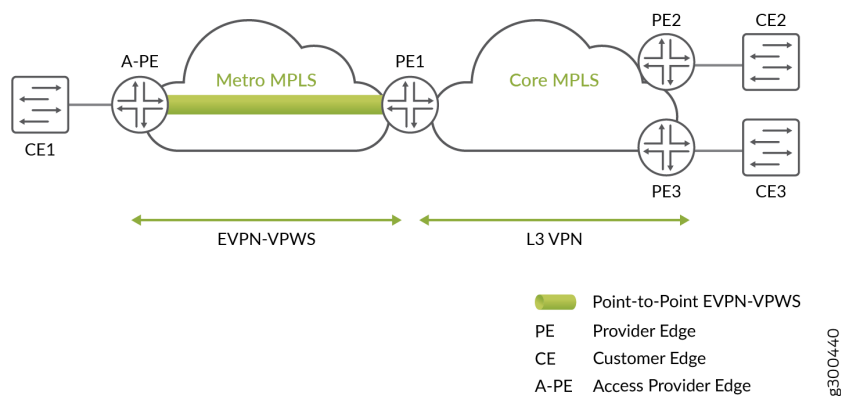 PE2
CE2
A-PE
PE1
Metro MPLS
Core MPLS
CE1
PE3
CE3
EVPN-VPWS
L3 VPN
Point-to-Point EVPN-VPWS
PE Provider Edge
CE Customer Edge
A-PE Access Provider Edge
g300440